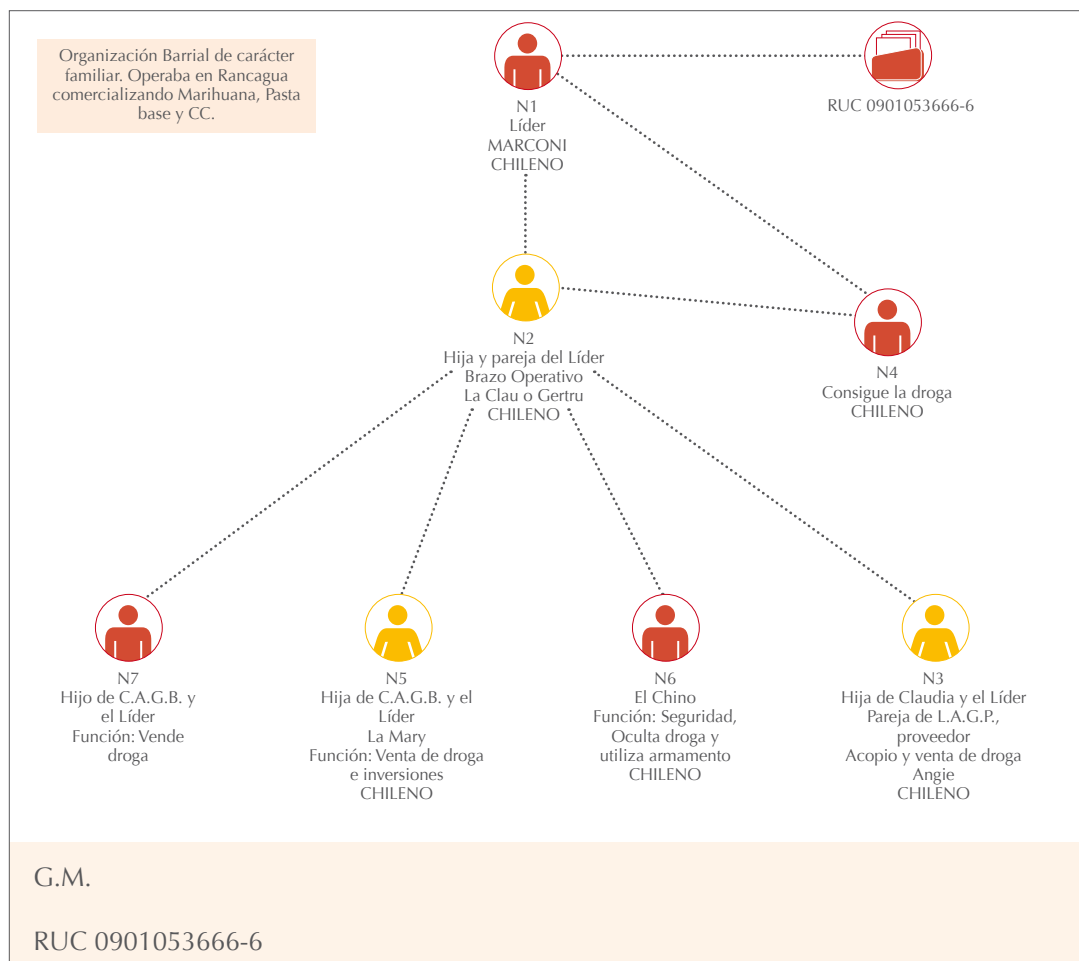 Organización Barrial de carácter
familiar. Operaba en Rancagua
comercializando Marihuana, Pasta
base y CC.
N1
Líder
MARCONI
CHILENO
RUC 0901053666-6
N2
Hija y pareja del Líder
Brazo Operativo
La Clau o Gertru
CHILENO
N4
Consigue la droga
CHILENO
N7
Hijo de C.A.G.B. y
el Líder
Función: Vende
droga
N5
Hija de C.A.G.B. y el
Líder
La Mary
Función: Venta de droga
e inversiones
CHILENO
N6
El Chino
Función: Seguridad,
Oculta droga y
utiliza armamento
CHILENO
N3
Hija de Claudia y el Líder
Pareja de L.A.G.P.,
proveedor
Acopio y venta de droga
Angie
CHILENO
G.M.
RUC 0901053666-6